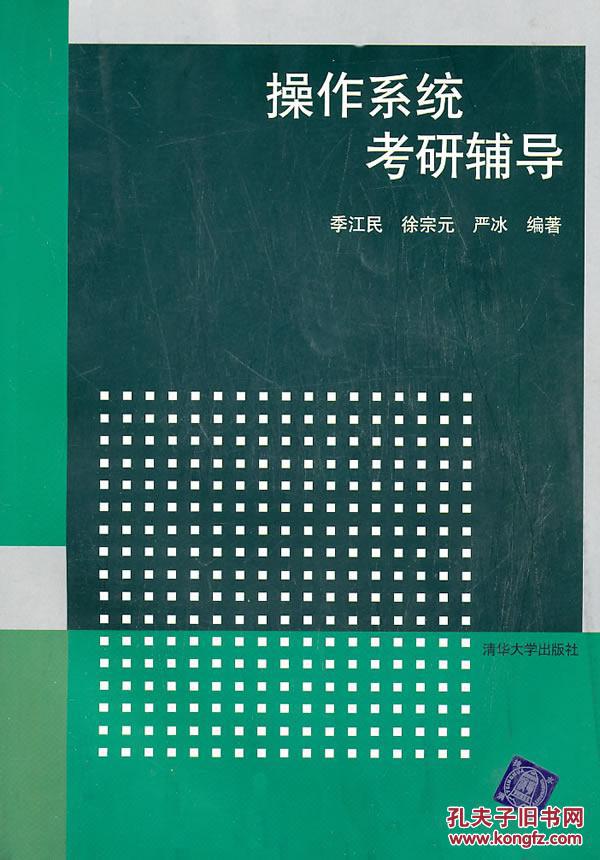 操作系统
考研辅导
季江民 徐宗元 严冰 编著
清华大学出版社
孔夫子旧书网
www.kongfz.com